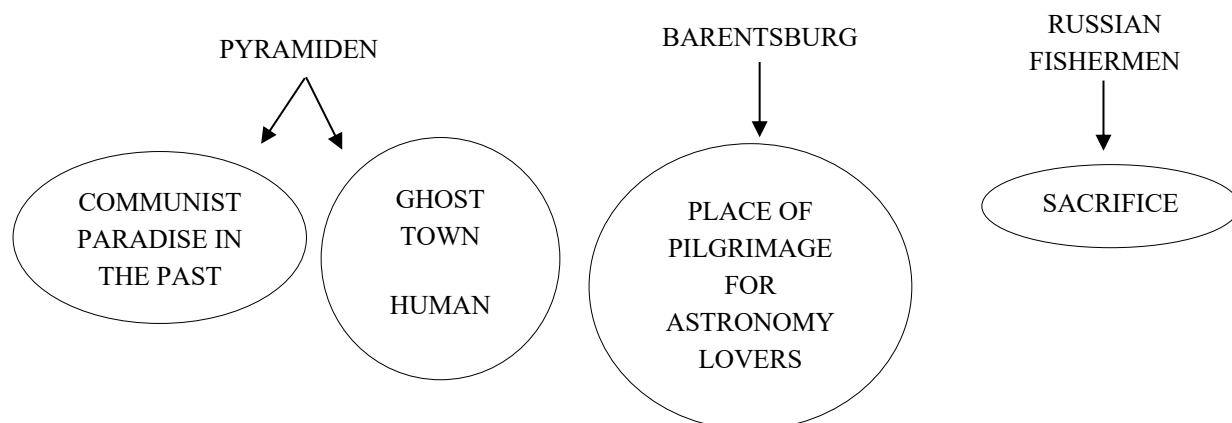 PYRAMIDEN
BARENTSBURG
RUSSIAN
FISHERMEN
COMMUNIST
PARADISE IN
THE PAST
GHOST
TOWN
HUMAN
PLACE OF
PILGRIMAGE
FOR
ASTRONOMY
LOVERS
SACRIFICE